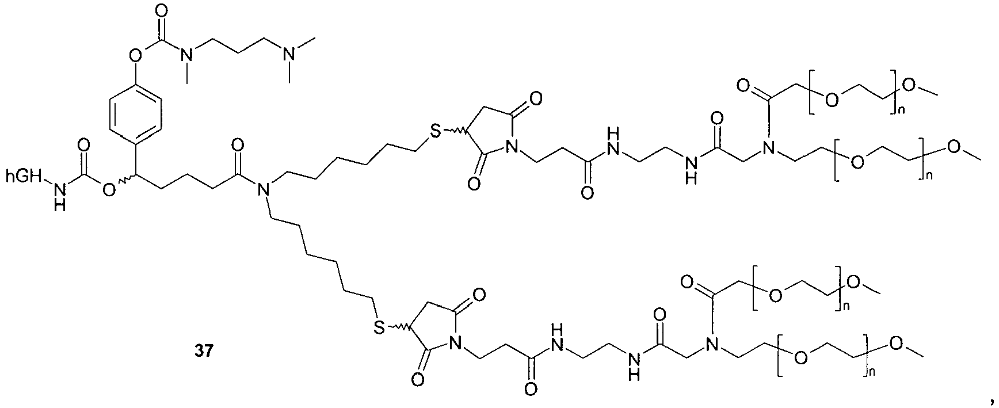 O
O N N
O O
O O n
O
S H
O O N N N O
N O
hGH H n
N O N O O
H
O O
O O n
O
S H
N N N O
37 N O
H n
O O
,